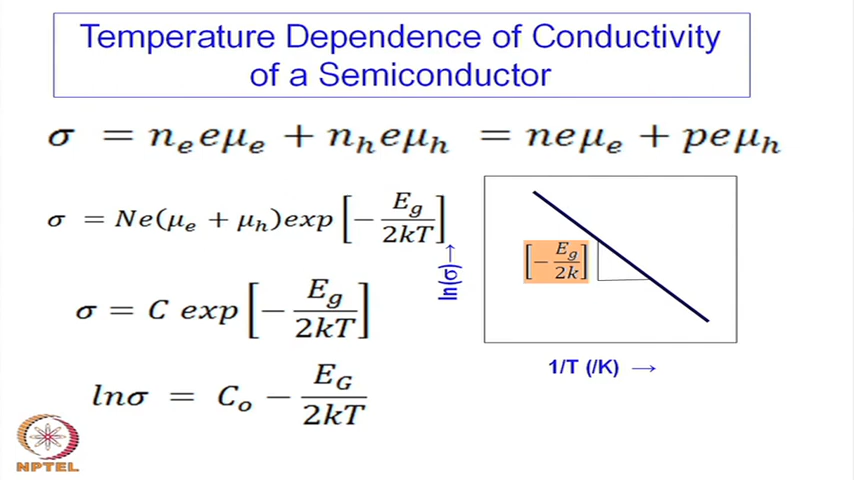 Temperature Dependence of Conductivity
of a Semiconductor
σ = nₑeμₑ + nₕeμₕ = neμₑ + peμₕ
σ = Ne(μₑ + μₕ)exp[−E_g/2kT]
σ = C exp[−E_g/2kT]
lnσ = Cₒ − E_G/2kT
ln(σ)→
[−E_g/2k]
1/T (/K) →
NPTEL